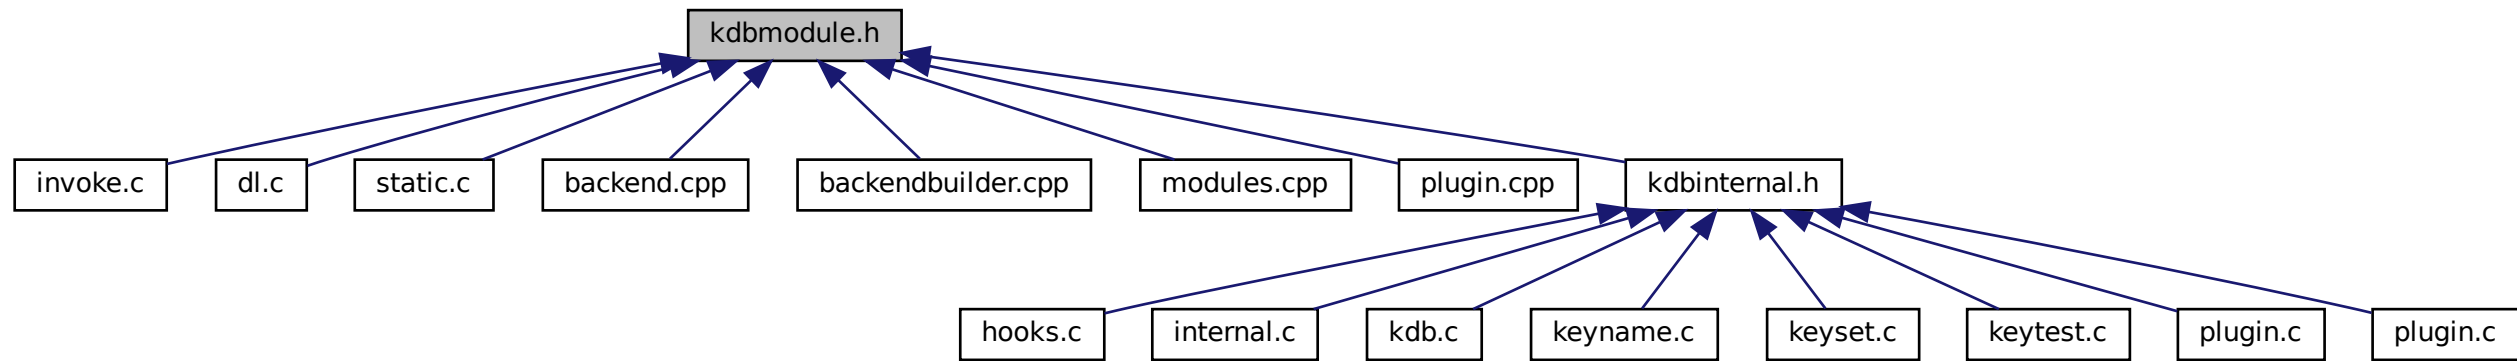 kdbmodule.h
invoke.c
dl.c
static.c
backend.cpp
backendbuilder.cpp
modules.cpp
plugin.cpp
kdbinternal.h
hooks.c
internal.c
kdb.c
keyname.c
keyset.c
keytest.c
plugin.c
plugin.c